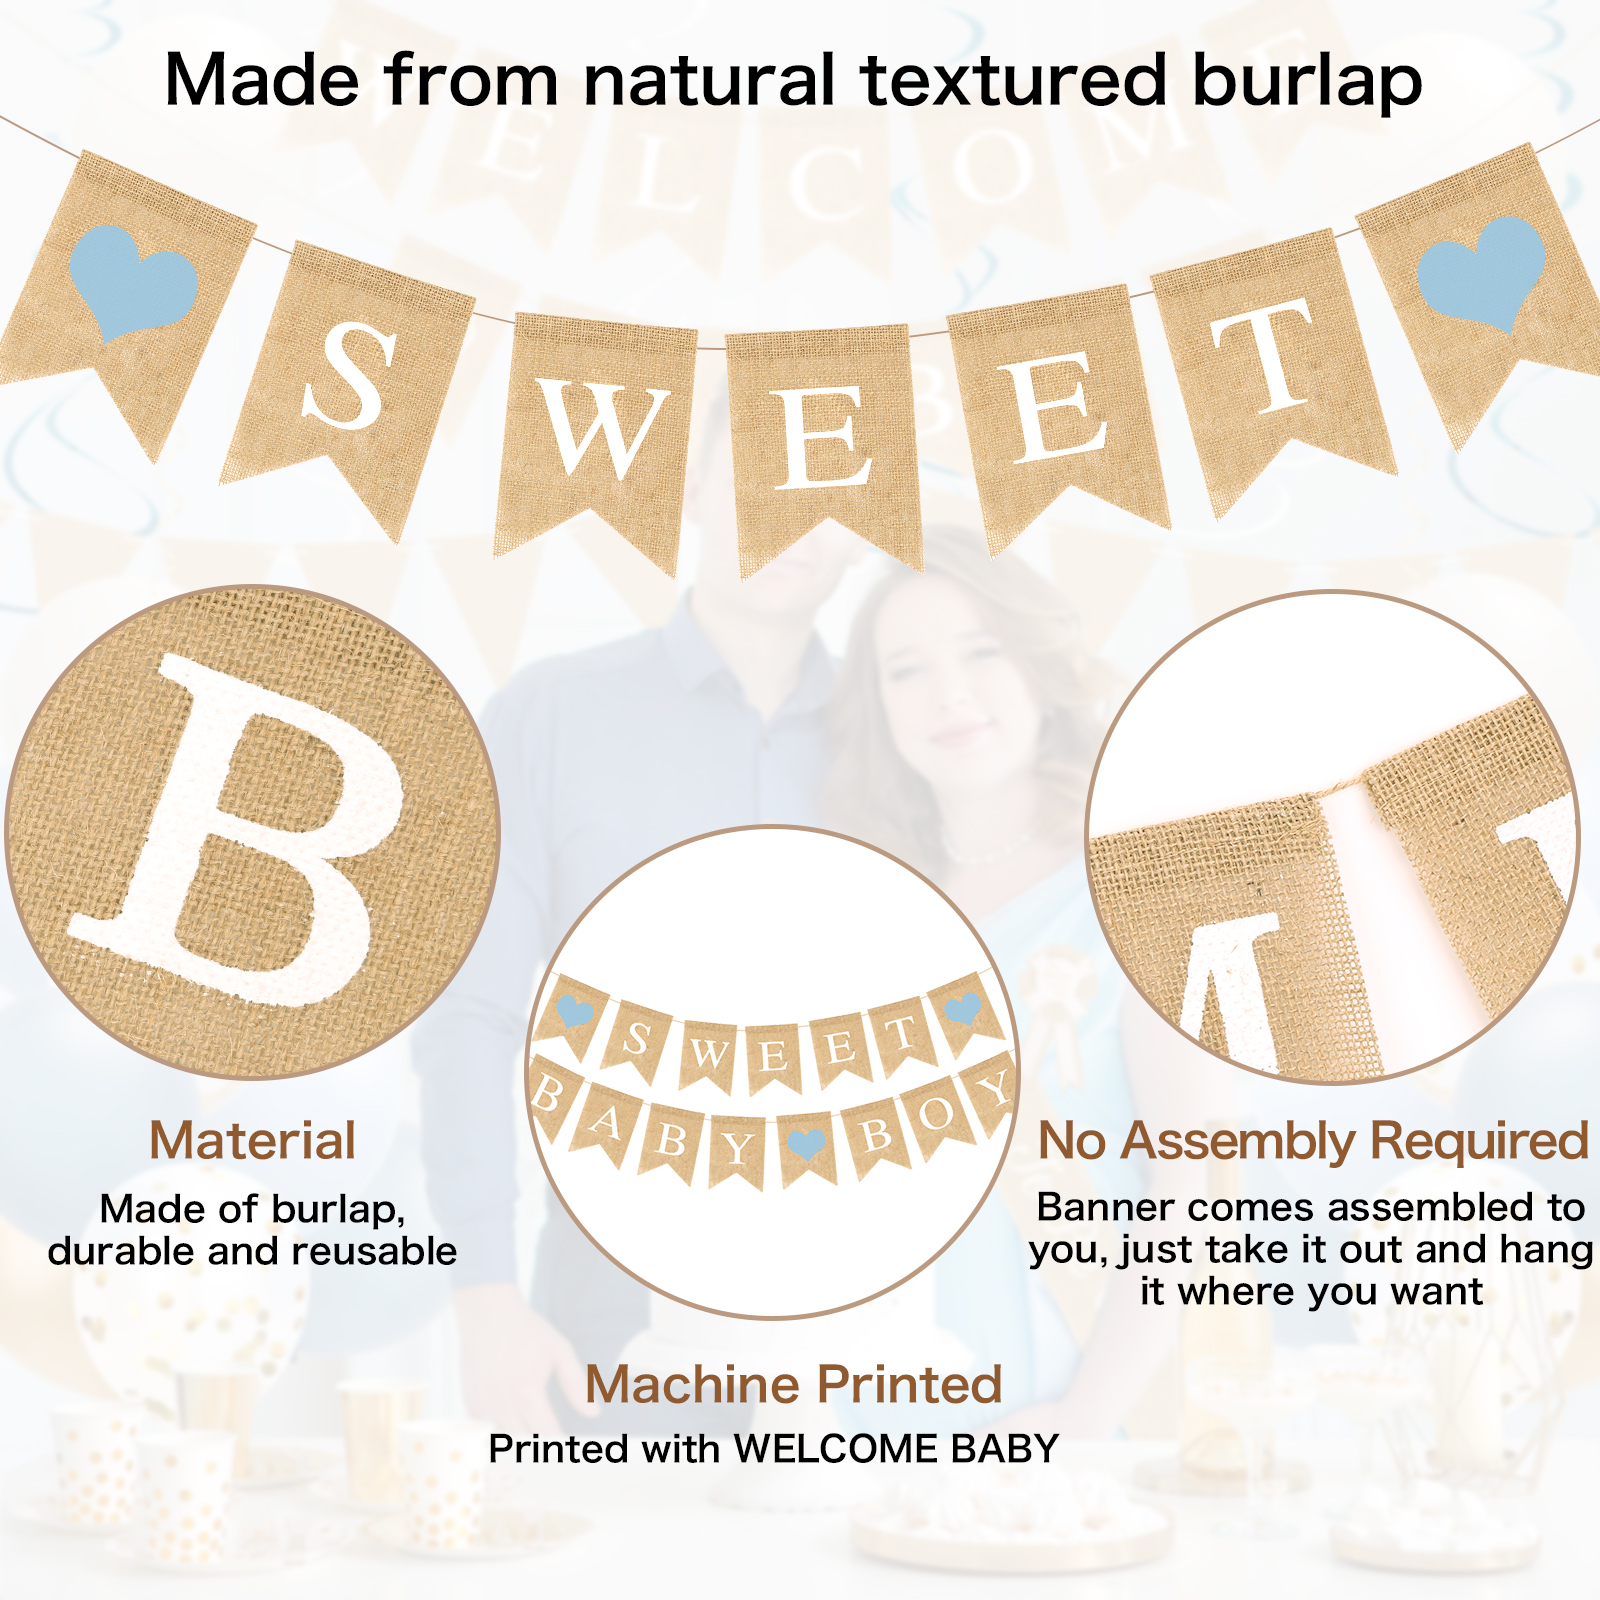 Made from natural textured burlap
WELCOME
SWEET
B
SWEET
BABY BOY
Material
Made of burlap,
durable and reusable
No Assembly Required
Banner comes assembled to
you, just take it out and hang
it where you want
Machine Printed
Printed with WELCOME BABY